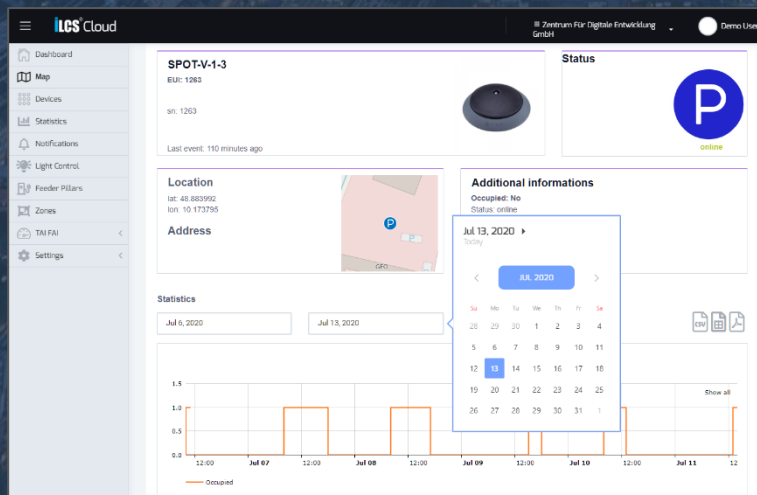 iLCS Cloud
Zentrum Für Digitale Entwicklung
GmbH
Demo User
Dashboard
Map
Devices
Statistics
Notifications
Light Control
Feeder Pillars
Zones
TAI FAI
Settings
SPOT-V-1-3
EUI: 1263
sn: 1263
Last event: 110 minutes ago
Status
P
online
Location
lat: 48.883992
lon: 10.173795
Address
P
P
GEO
Additional informations
Occupied: No
Status: online
Statistics
Jul 6, 2020
Jul 13, 2020
Jul 13, 2020
Today
JUL 2020
Su Mo Tu We Th Fr Sa
28 29 30 1 2 3 4
5 6 7 8 9 10 11
12 13 14 15 16 17 18
19 20 21 22 23 24 25
26 27 28 29 30 31 1
CSV
Show all
1.5
1.0
0.5
0.0
12:00 Jul 07 12:00 Jul 08 12:00 Jul 09 12:00 Jul 10 12:00 Jul 11 12
Occupied